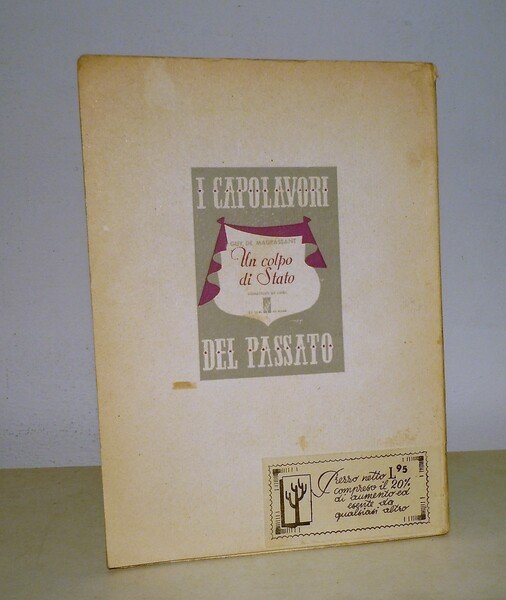 I CAPOLAVORI
GUY DE MAUPASSANT
Un colpo
di Stato
DEL PASSATO
Prezzo netto L. 95
compreso il 20%
di aumento ed
esente da
qualsiasi altro